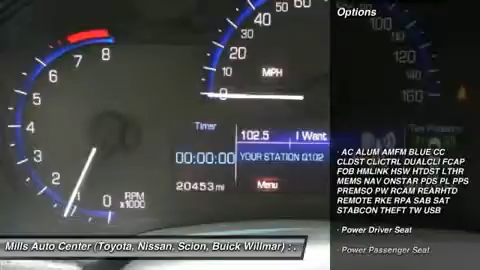 Options
60
40
20
10
0
MPH
120
140
160
8
7
6
5
4
3
2
1
0
RPM
x1000
Timer
00:00:00
20453 mi
102.5 I Want
YOUR STATION Q102
Menu
· AC ALUM AMFM BLUE CC
CLDST CLICTRL DUALCLI FCAP
FOB HMLINK HSW HTDST LTHR
MEMS NAV ONSTAR PDS PL PPS
PREMSO PW RCAM REARHTD
REMOTE RKE RPA SAB SAT
STABCON THEFT TW USB
· Power Driver Seat
· Power Passenger Seat
Mills Auto Center (Toyota, Nissan, Scion, Buick Willmar) : .